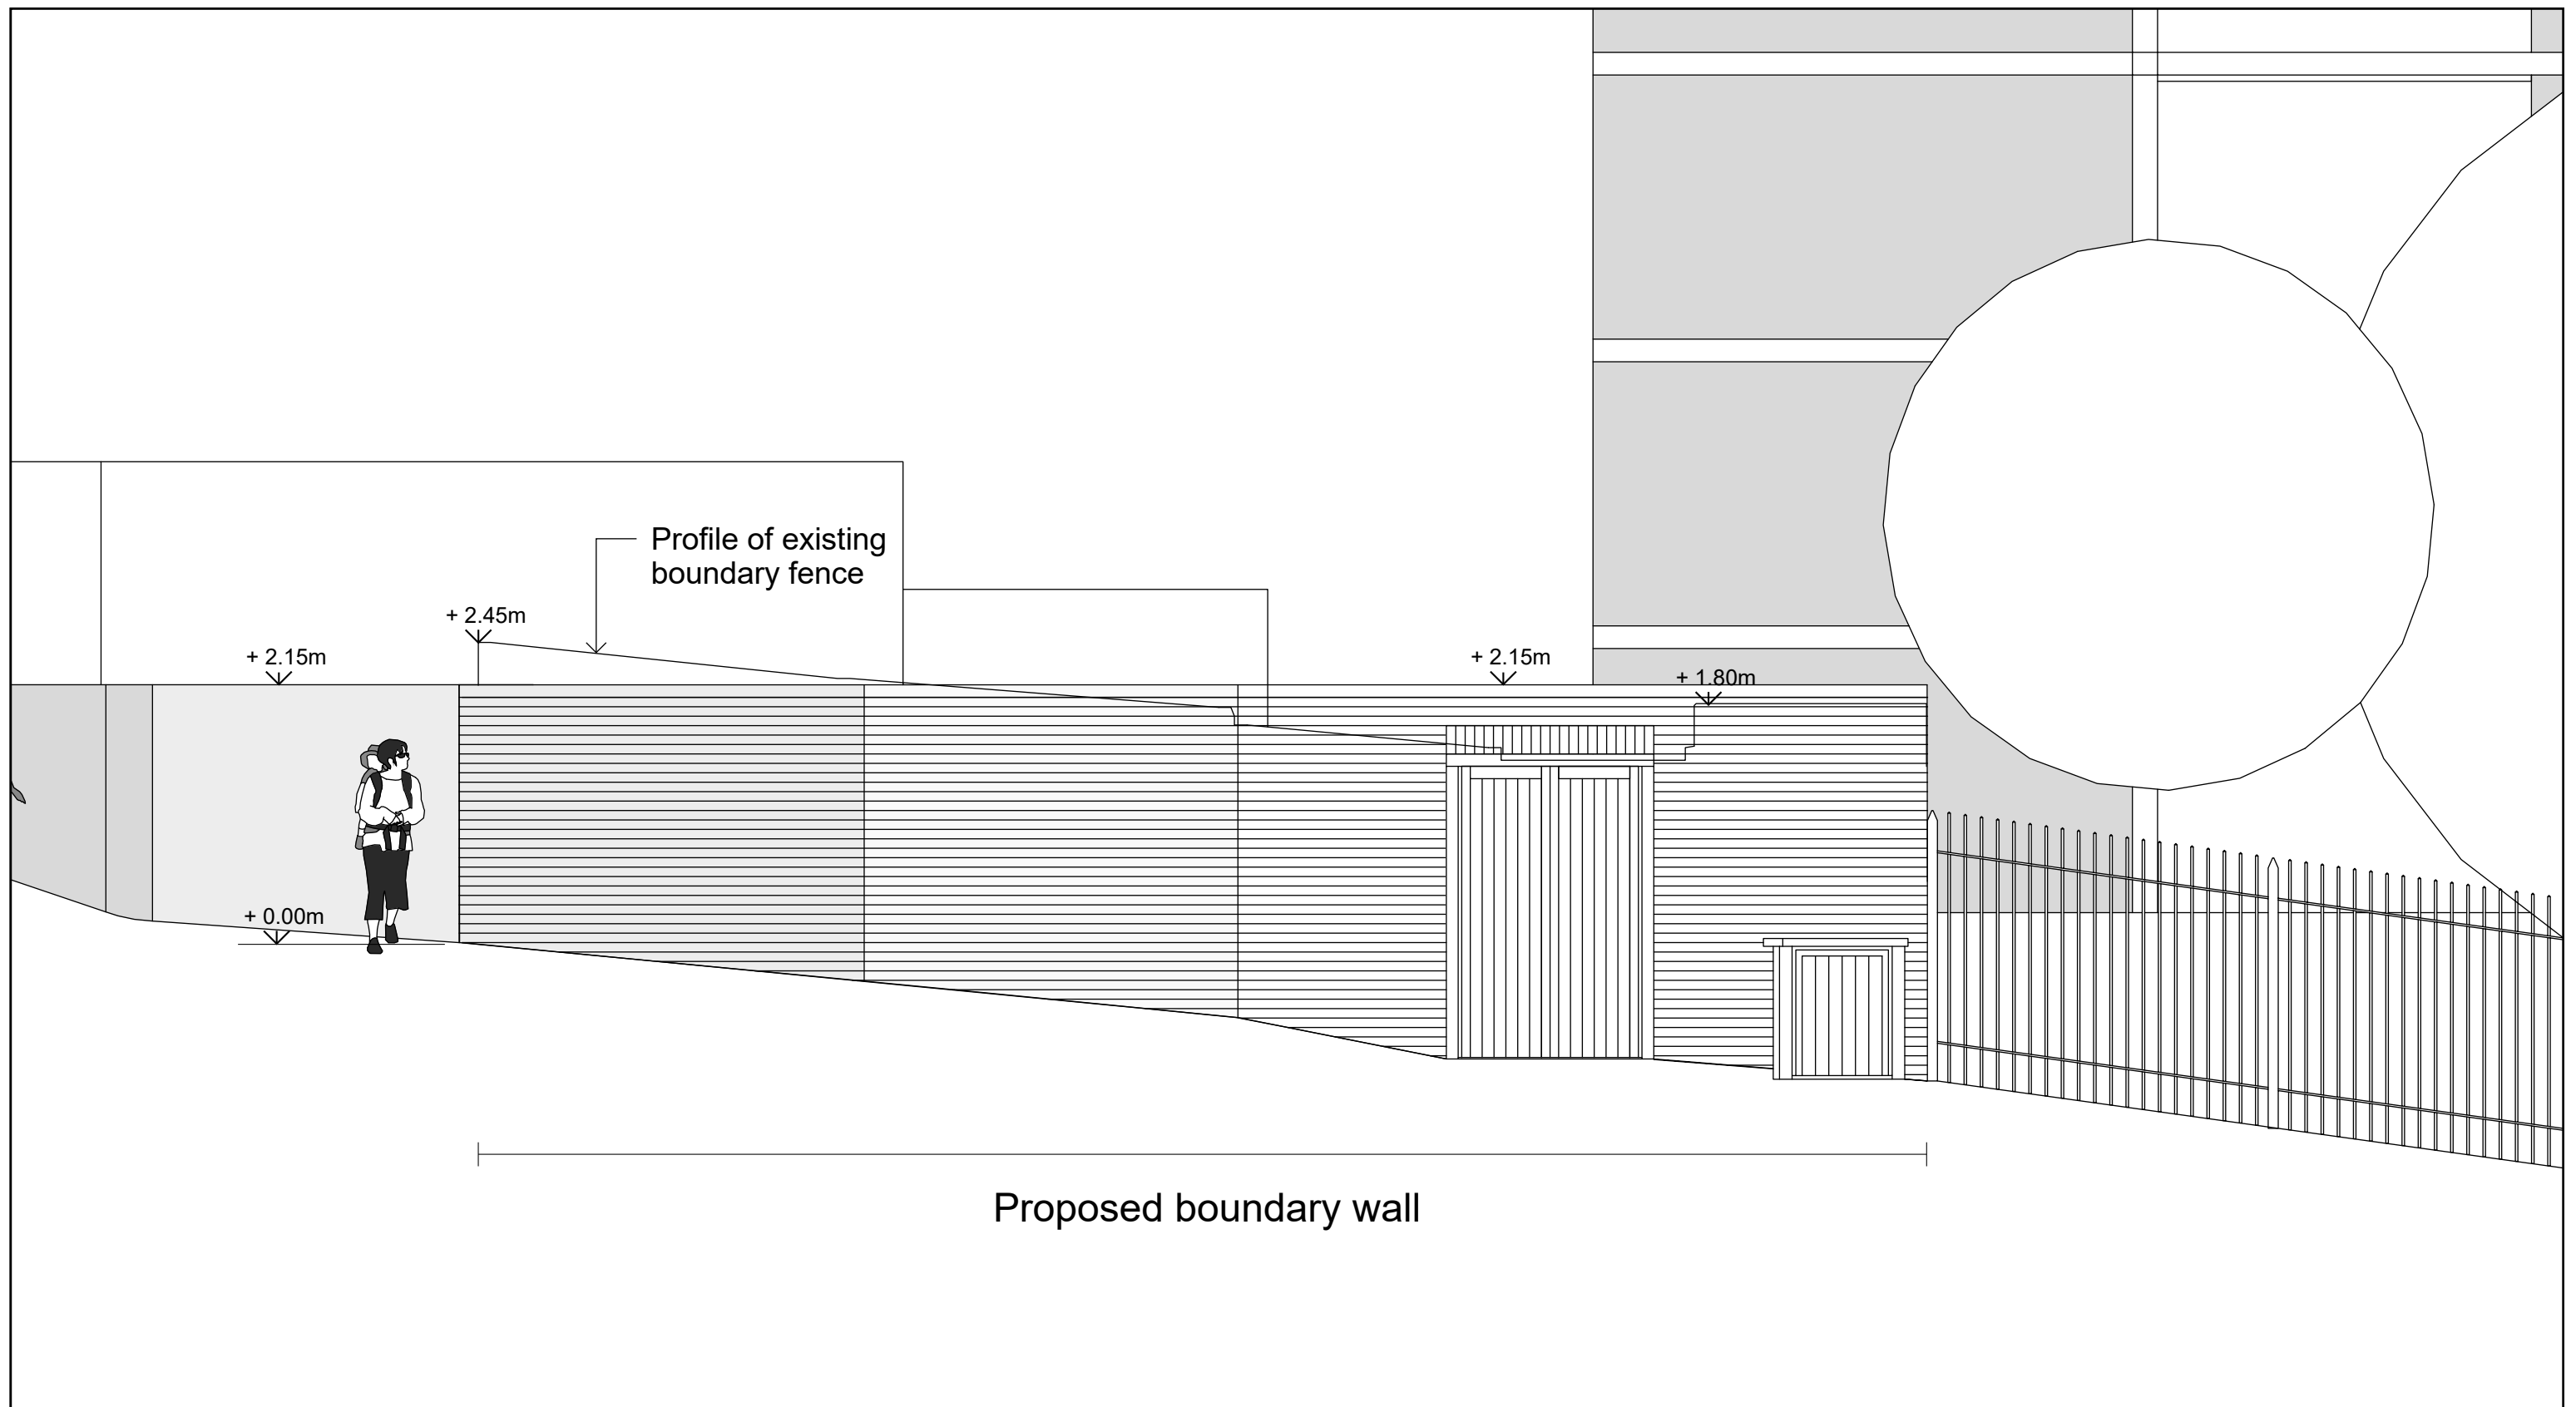 Profile of existing
boundary fence
+ 2.45m
+ 2.15m
+ 2.15m
+ 1.80m
+ 0.00m
Proposed boundary wall